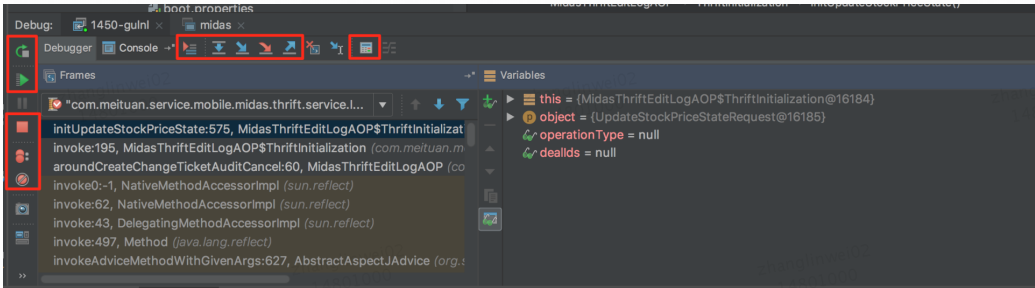 boot.properties
Debug: 1450-gulnl × midas ×
Debugger Console
Frames
Variables
"com.meituan.service.mobile.midas.thrift.service.I...
initUpdateStockPriceState:575, MidasThriftEditLogAOP$ThriftInitializat
invoke:195, MidasThriftEditLogAOP$ThriftInitialization (com.meituan.m
aroundCreateChangeTicketAuditCancel:60, MidasThriftEditLogAOP (co
invoke0:-1, NativeMethodAccessorImpl (sun.reflect)
invoke:62, NativeMethodAccessorImpl (sun.reflect)
invoke:43, DelegatingMethodAccessorImpl (sun.reflect)
invoke:497, Method (java.lang.reflect)
invokeAdviceMethodWithGivenArgs:627, AbstractAspectJAdvice (org.s
this = {MidasThriftEditLogAOP$ThriftInitialization@16184}
object = {UpdateStockPriceStateRequest@16185}
operationType = null
dealIds = null